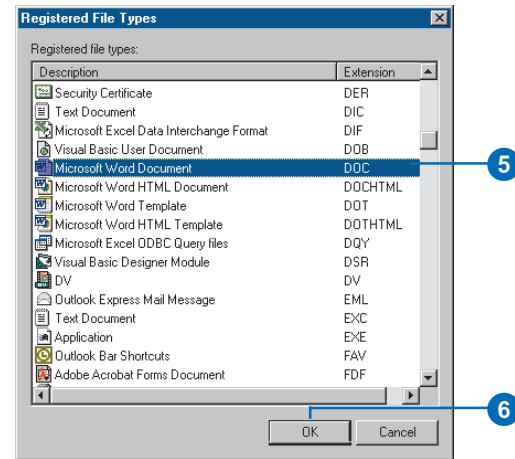 Registered File Types
Registered file types:
Description Extension
Security Certificate DER
Text Document DIC
Microsoft Excel Data Interchange Format DIF
Visual Basic User Document DOB
Microsoft Word Document DOC
5
Microsoft Word HTML Document DOCHTML
Microsoft Word Template DOT
Microsoft Word HTML Template DOTHTML
Microsoft Excel ODBC Query files DQY
Visual Basic Designer Module DSR
DV DV
Outlook Express Mail Message EML
Text Document EXC
Application EXE
Outlook Bar Shortcuts FAV
Adobe Acrobat Forms Document FDF
6
OK Cancel